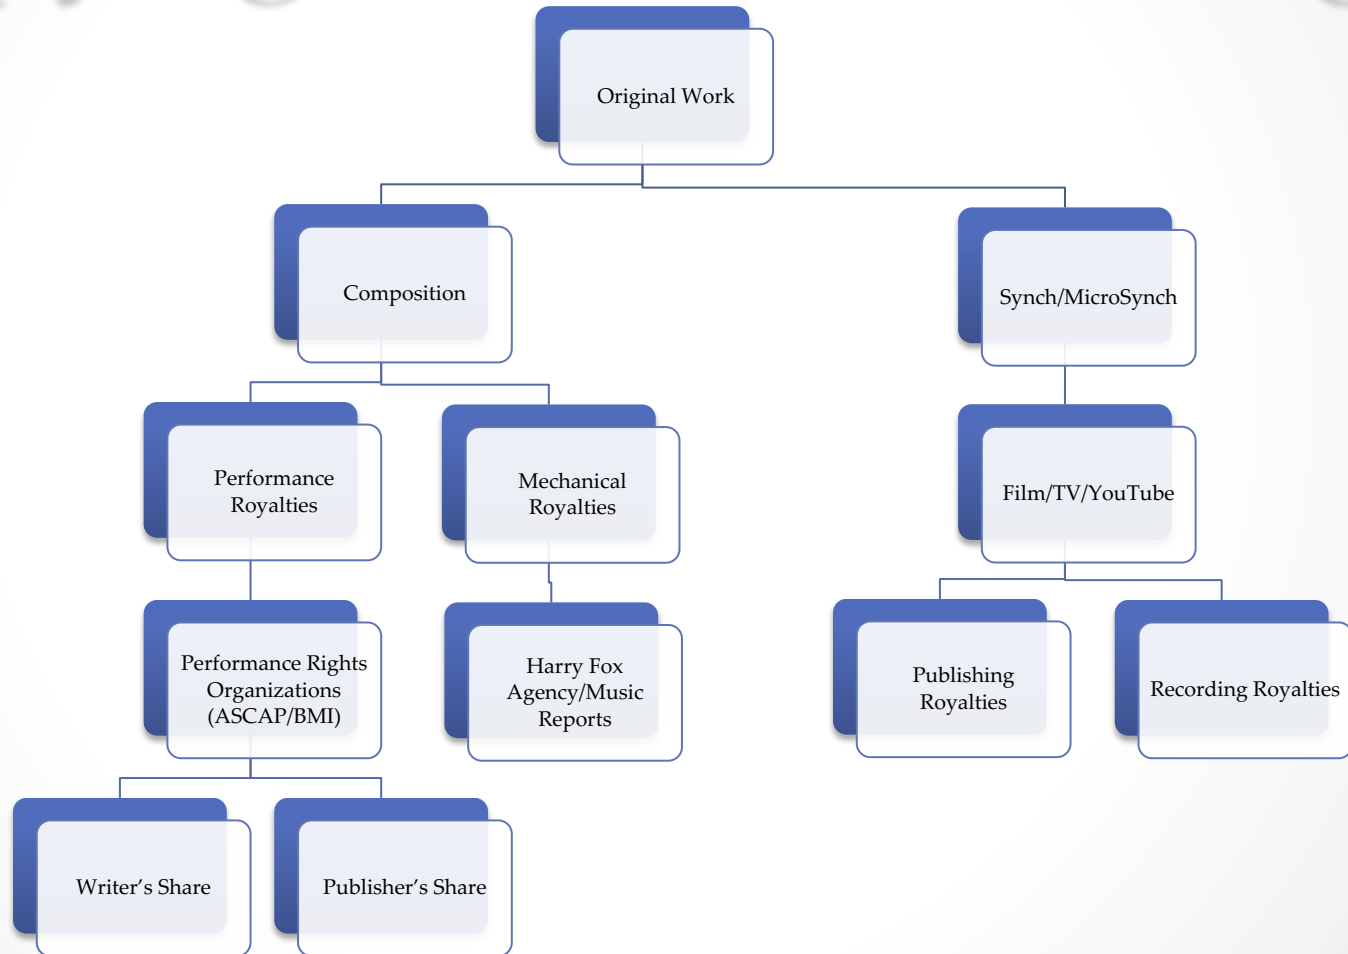 Original Work
Composition
Synch/MicroSynch
Performance
Royalties
Mechanical
Royalties
Film/TV/YouTube
Performance Rights
Organizations
(ASCAP/BMI)
Harry Fox
Agency/Music
Reports
Publishing
Royalties
Recording Royalties
Writer’s Share
Publisher’s Share